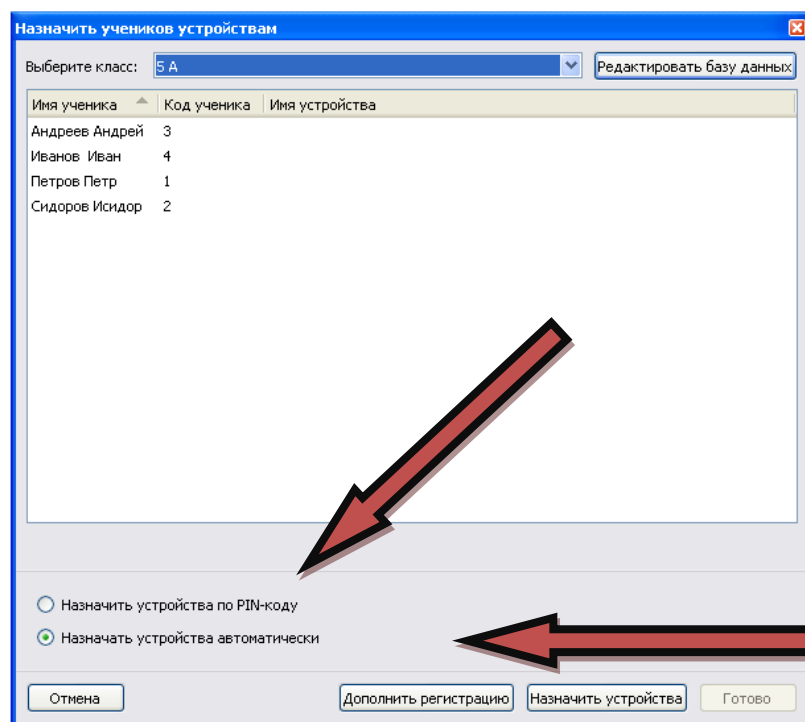 Назначить учеников устройствам
Выберите класс: 5 А Редактировать базу данных
Имя ученика Код ученика Имя устройства
Андреев Андрей 3
Иванов Иван 4
Петров Петр 1
Сидоров Исидор 2
Назначить устройства по PIN-коду
Назначать устройства автоматически
Отмена Дополнить регистрацию Назначить устройства Готово